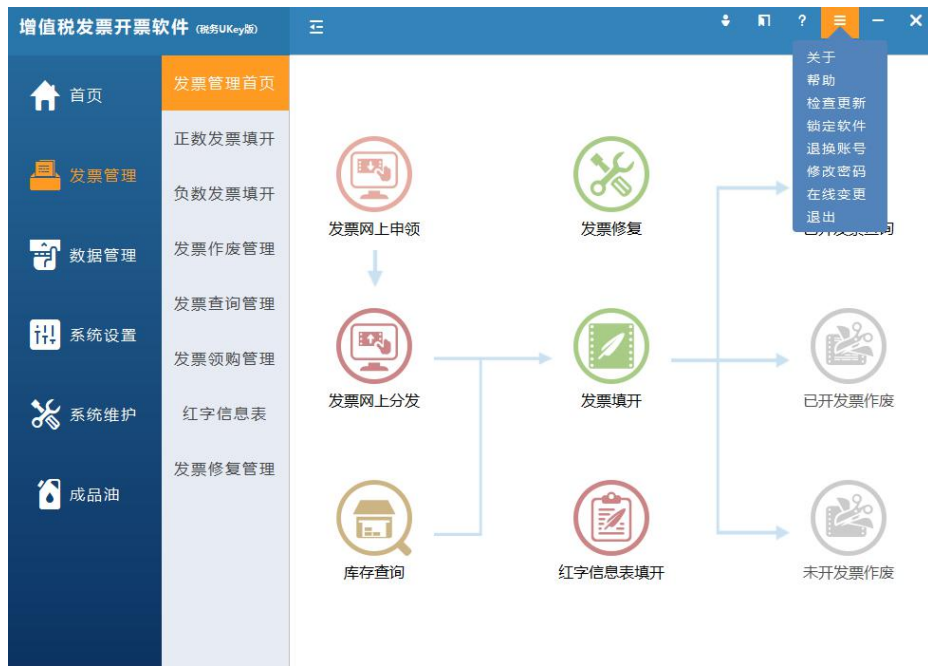 增值税发票开票软件 (税务UKey版)
?
首页
发票管理
数据管理
系统设置
系统维护
成品油
发票管理首页
正数发票填开
负数发票填开
发票作废管理
发票查询管理
发票领购管理
红字信息表
发票修复管理
关于
帮助
检查更新
锁定软件
退换账号
修改密码
在线变更
退出
发票网上申领
发票修复
发票网上分发
发票填开
已开发票作废
库存查询
红字信息表填开
未开发票作废